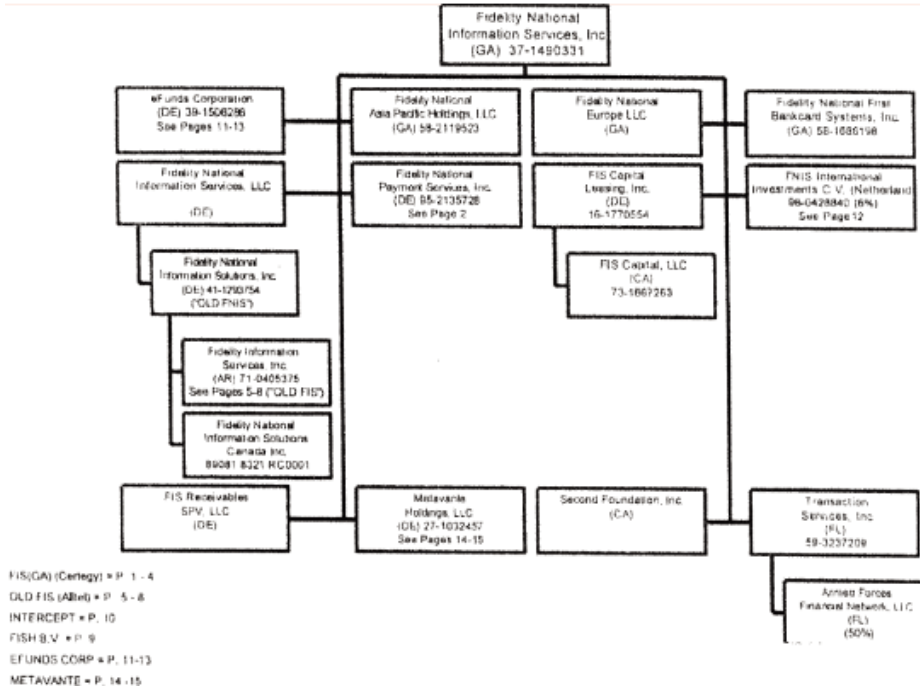 Fidelity National
Information Services, Inc.
(GA) 37-1490331
eFunds Corporation
(DE) 39-1506286
See Pages 11-13
Fidelity National
Asia Pacific Holdings, LLC
(GA) 58-2119523
Fidelity National
Europe LLC
(GA)
Fidelity National First
Bankcard Systems, Inc.
(GA) 58-1686198
Fidelity National
Information Services, LLC
(DE)
Fidelity National
Payment Services, Inc.
(DE) 95-2135728
See Page 2
FIS Capital
Leasing, Inc.
(DE)
16-1770554
FNIS International
Investments C.V. (Netherland
98-0428840 (6%)
See Page 12
Fidelity National
Information Solutions, Inc.
(DE) 41-1293754
("OLD FNIS")
FIS Capital, LLC
(CA)
73-1667263
Fidelity Information
Services, Inc.
(AR) 71-0405375
See Pages 5-8 ("OLD FIS")
Fidelity National
Information Solutions
Canada Inc.
89081 8321 RC0001
FIS Receivables
SPV, LLC
(DE)
Metavante
Holdings, LLC
(DE) 27-1032457
See Pages 14-15
Second Foundation, Inc.
(CA)
Transaction
Services, Inc.
(FL)
59-3237209
Armed Forces
Financial Network, LLC
(FL)
(50%)
FIS(GA) (Certegy) = P. 1 - 4
OLD FIS (Alltel) = P. 5 - 8
INTERCEPT = P. 10
FISH B.V. = P. 9
EFUNDS CORP = P. 11-13
METAVANTE = P. 14 -15